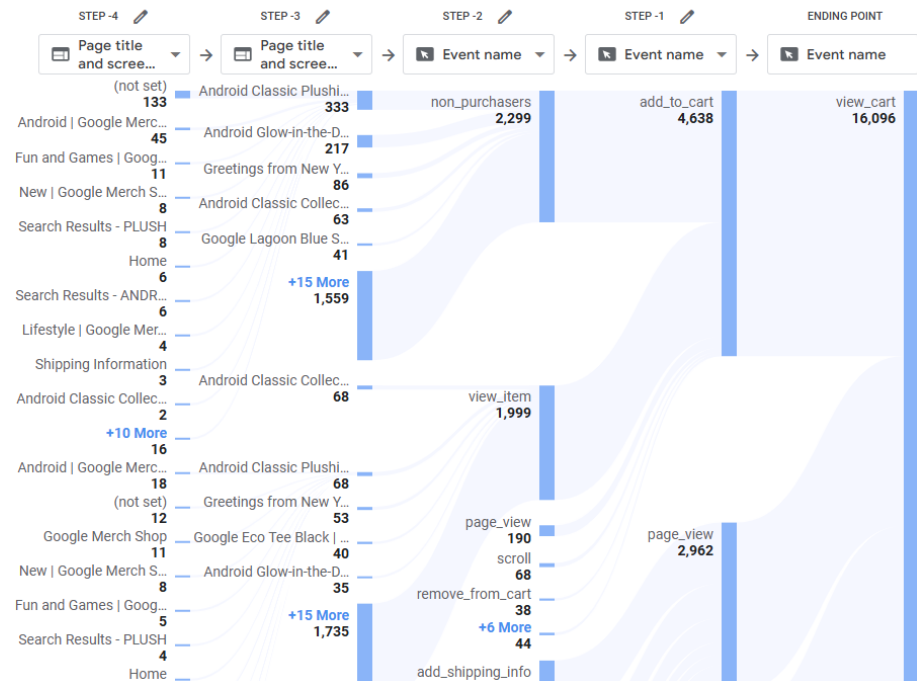 STEP -4
STEP -3
STEP -2
STEP -1
ENDING POINT
Page title
and scree...
Page title
and scree...
Event name
Event name
Event name
(not set)
133
Android | Google Merc...
45
Fun and Games | Goog...
11
New | Google Merch S...
8
Search Results - PLUSH
8
Home
6
Search Results - ANDR...
6
Lifestyle | Google Mer...
4
Shipping Information
3
Android Classic Collec...
2
+10 More
16
Android | Google Merc...
18
(not set)
12
Google Merch Shop
11
New | Google Merch S...
8
Fun and Games | Goog...
5
Search Results - PLUSH
4
Home
Android Classic Plushi...
333
Android Glow-in-the-D...
217
Greetings from New Y...
86
Android Classic Collec...
63
Google Lagoon Blue S...
41
+15 More
1,559
Android Classic Collec...
68
Android Classic Plushi...
68
Greetings from New Y...
53
Google Eco Tee Black | ...
40
Android Glow-in-the-D...
35
+15 More
1,735
non_purchasers
2,299
view_item
1,999
page_view
190
scroll
68
remove_from_cart
38
+6 More
44
add_shipping_info
add_to_cart
4,638
page_view
2,962
view_cart
16,096